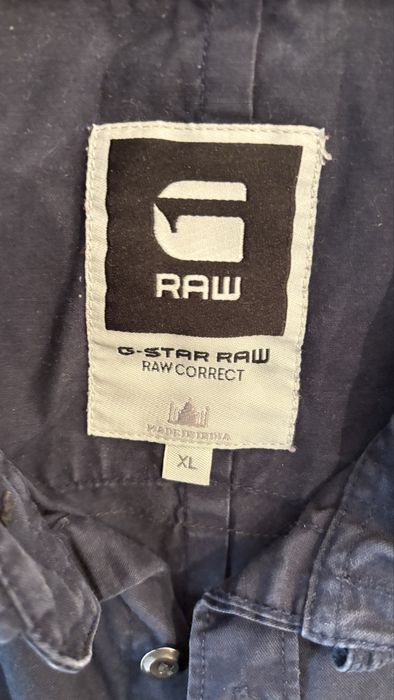 G
RAW
G-STAR RAW
RAW CORRECT
MADE IN INDIA
XL